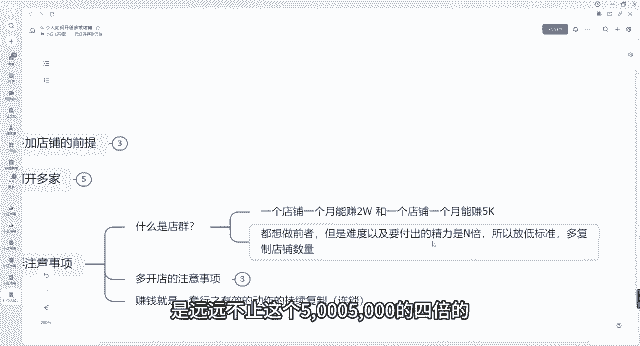 加店铺的前提
3
开多家
5
什么是店群?
一个店铺一个月能赚2W 和一个店铺一个月能赚5K
都想做前者，但是难度以及要付出的精力是N倍，所以放低标准，多复
制店铺数量
注意事项
多开店的注意事项
3
赚钱就是一套行之有效的动作的持续复制（连锁）
是远远不止这个5,0005,000的四倍的